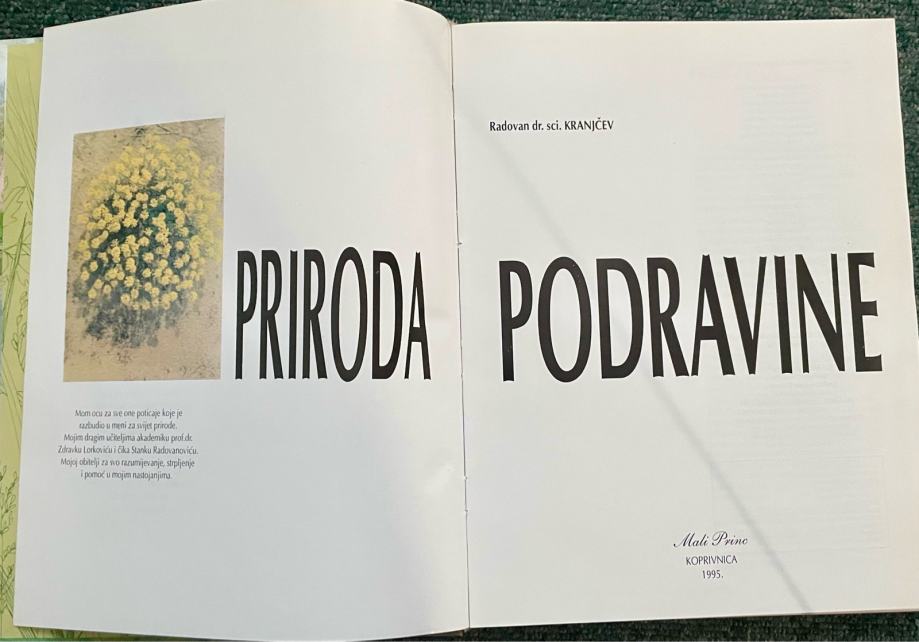 PRIRODA
Mom ocu za sve one poticaje koje je
razbudio u meni za svijet prirode.
Mojim dragim učiteljima akademiku prof.dr.
Zdravku Lorkoviću i čika Stanku Radovanoviću.
Mojoj obitelji za svo razumijevanje, strpljenje
i pomoć u mojim nastojanjima.
Radovan dr. sci. KRANJČEV
PODRAVINE
Mali Princ
KOPRIVNICA
1995.